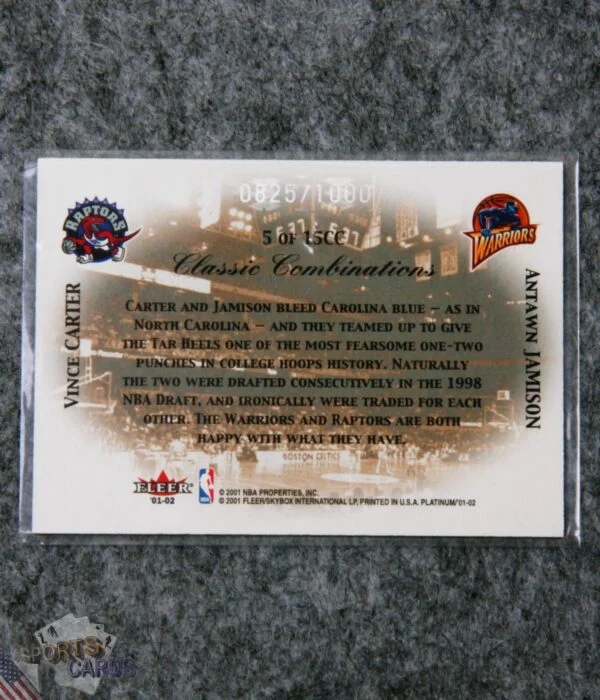 0825/1000
5 OF 15CC
Classic Combinations
RAPTORS
WARRIORS
VINCE CARTER
ANTAWN JAMISON
CARTER AND JAMISON BLEED CAROLINA BLUE – AS IN
NORTH CAROLINA – AND THEY TEAMED UP TO GIVE
THE TAR HEELS ONE OF THE MOST FEARSOME ONE-TWO
PUNCHES IN COLLEGE HOOPS HISTORY. NATURALLY
THE TWO WERE DRAFTED CONSECUTIVELY IN THE 1998
NBA DRAFT, AND IRONICALLY WERE TRADED FOR EACH
OTHER. THE WARRIORS AND RAPTORS ARE BOTH
HAPPY WITH WHAT THEY HAVE.
BOSTON CELTICS
FLEER
'01-02
NBA
© 2001 NBA PROPERTIES, INC.
© 2001 FLEER/SKYBOX INTERNATIONAL LP, PRINTED IN U.S.A. PLATINUM'01-02
SPORTS
CARDS